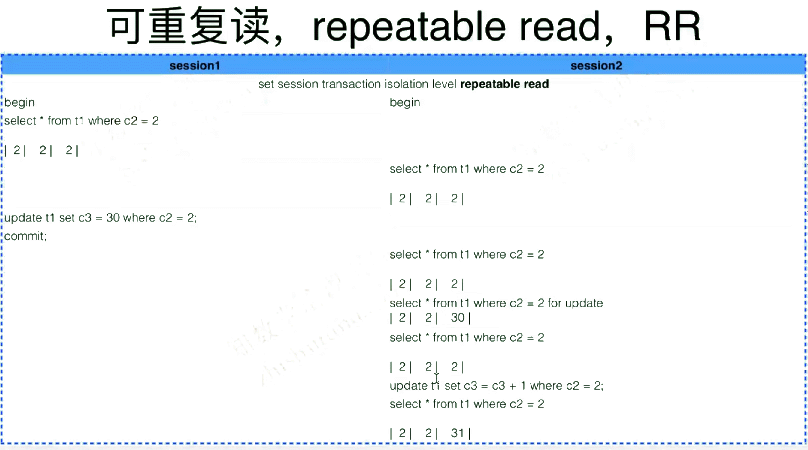 可重复读，repeatable read，RR
session1 session2
set session transaction isolation level repeatable read
begin begin
select * from t1 where c2 = 2
| 2 | 2 | 2 |
select * from t1 where c2 = 2
| 2 | 2 | 2 |
update t1 set c3 = 30 where c2 = 2;
commit;
select * from t1 where c2 = 2
| 2 | 2 | 2 |
select * from t1 where c2 = 2 for update
| 2 | 2 | 30 |
select * from t1 where c2 = 2
| 2 | 2 | 2 |
update t1 set c3 = c3 + 1 where c2 = 2;
select * from t1 where c2 = 2
| 2 | 2 | 31 |